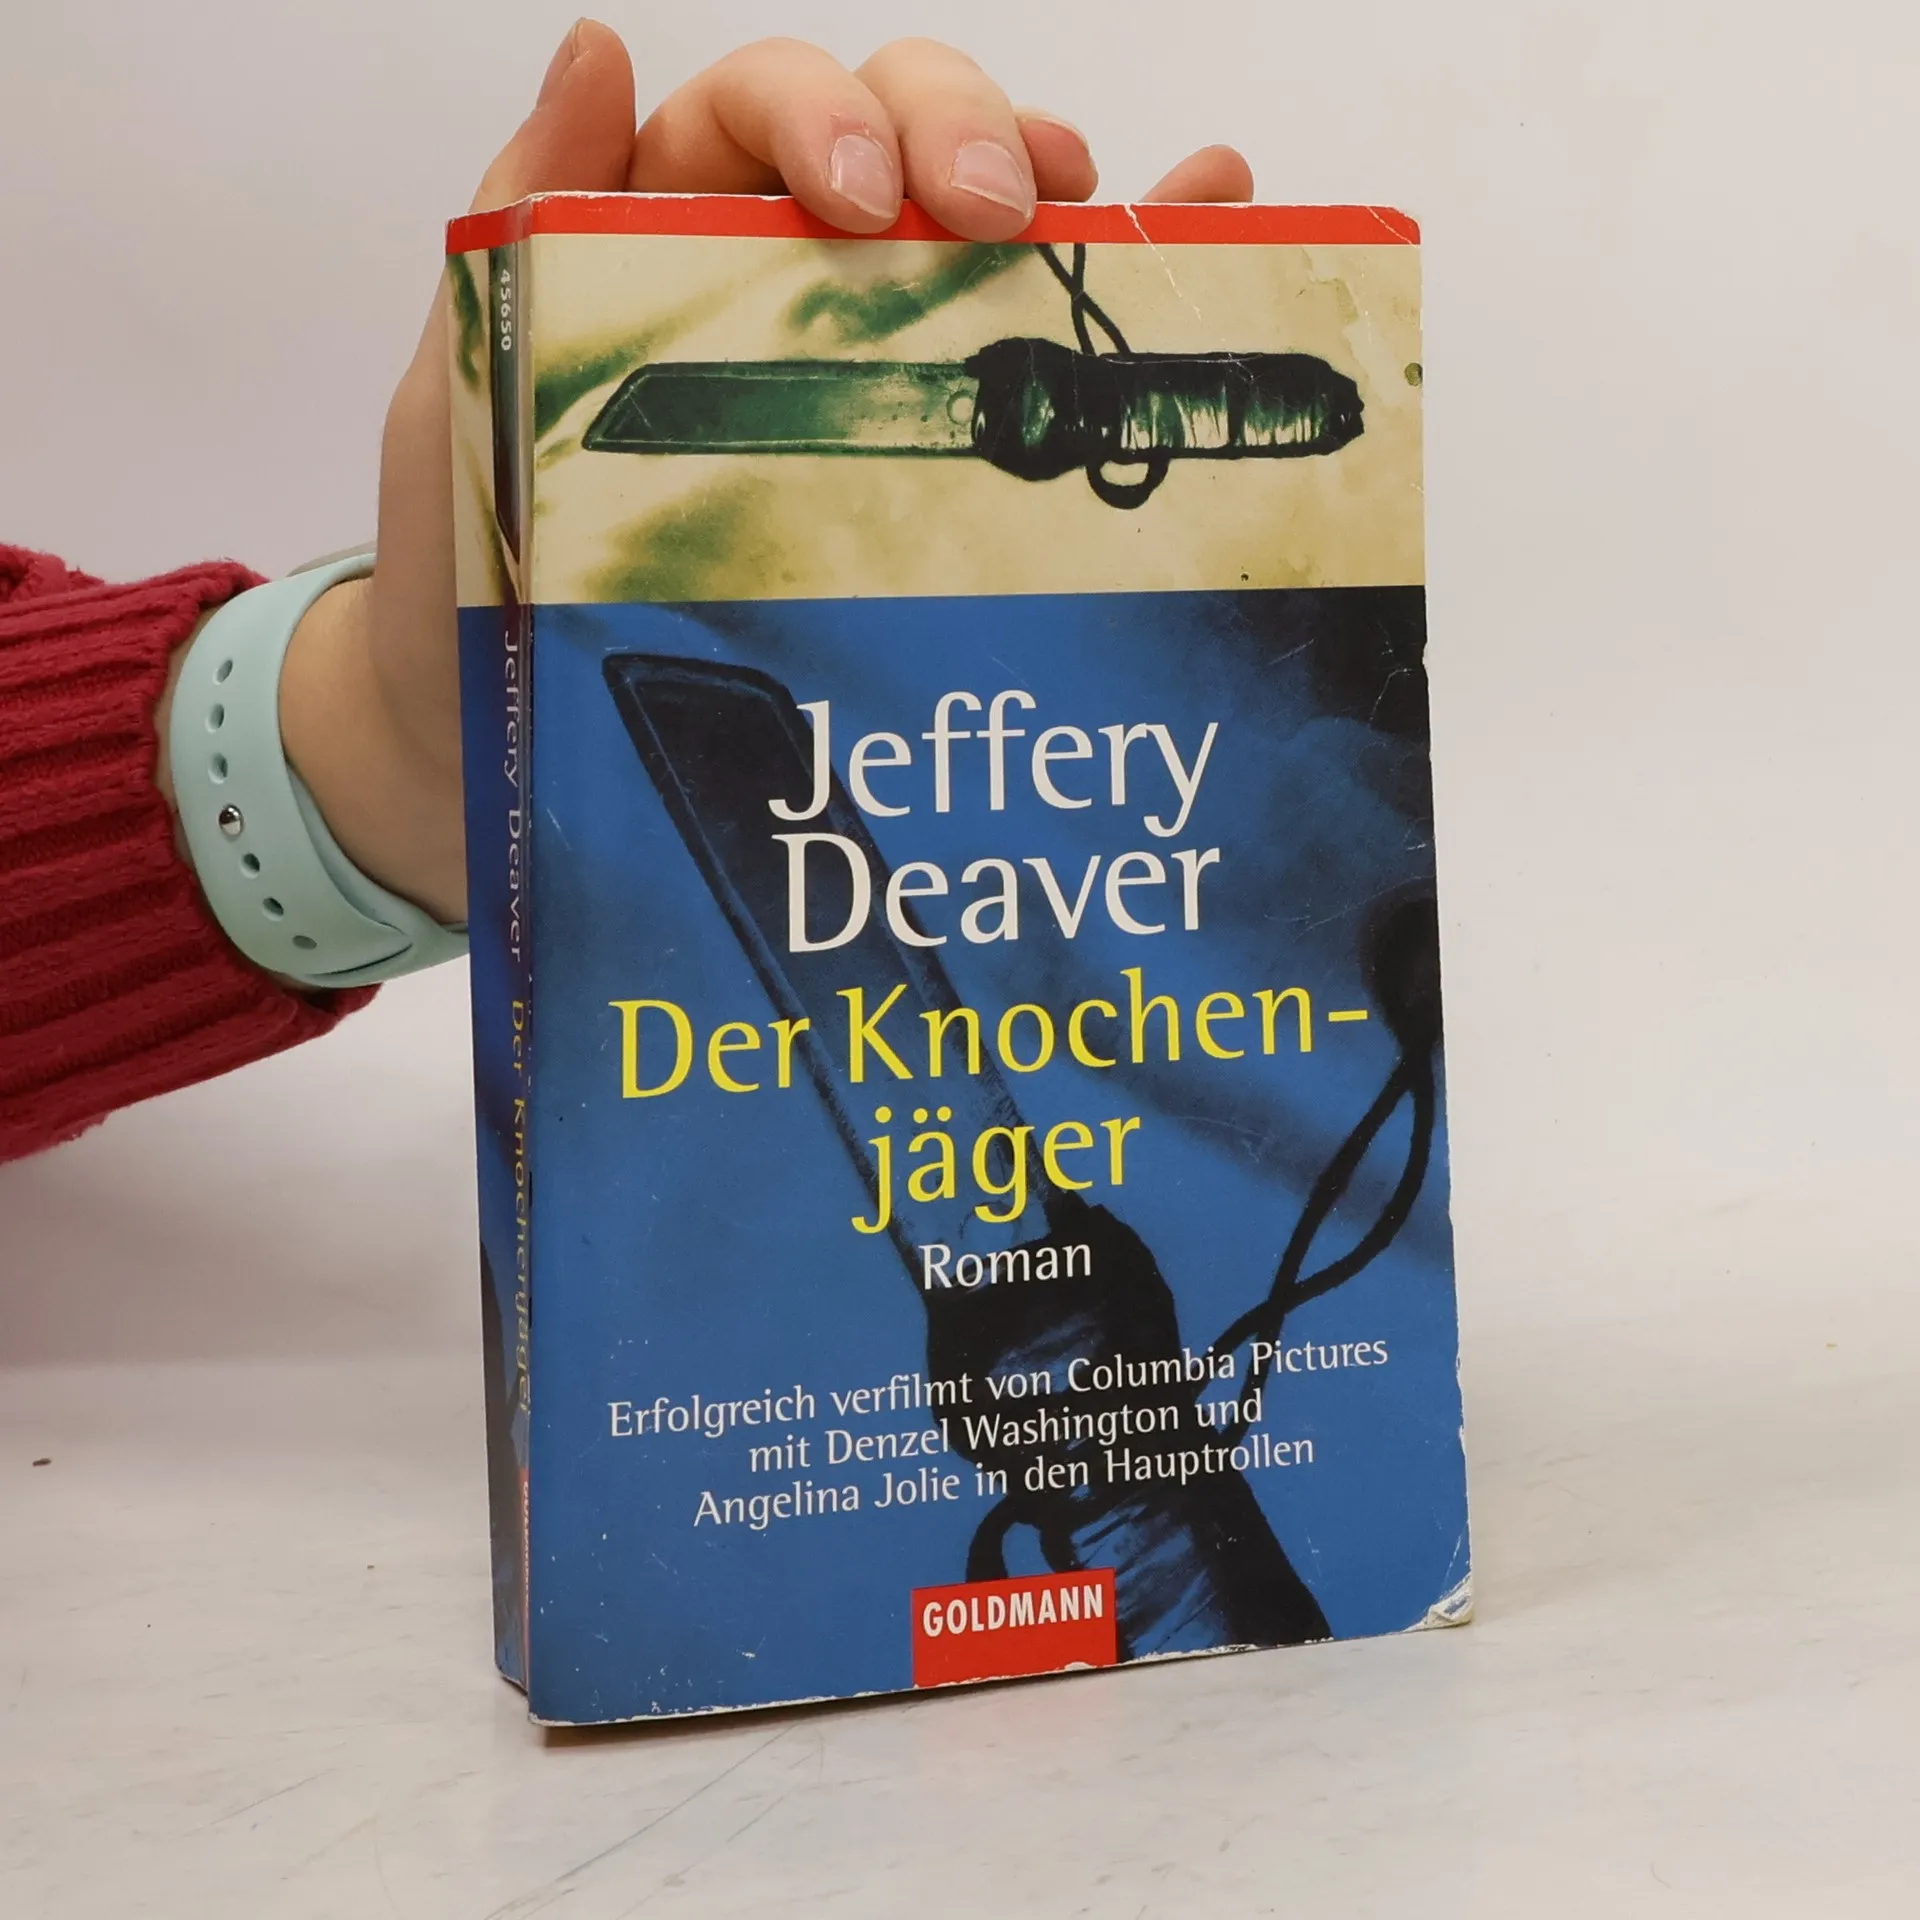 45650
Jeffery Deaver Der Knochenjäger
Jeffery
Deaver
Der Knochen-
jäger
Roman
Erfolgreich verfilmt von Columbia Pictures
mit Denzel Washington und
Angelina Jolie in den Hauptrollen
GOLDMANN